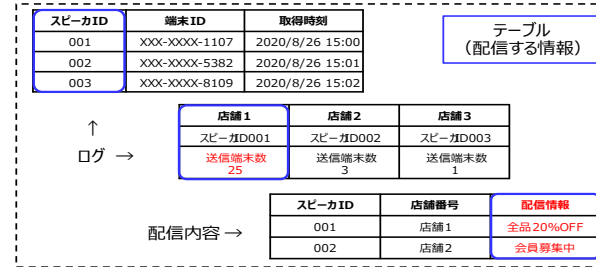 スピーカID 端末ID 取得時刻
001 XXX-XXXX-1107 2020/8/26 15:00
002 XXX-XXXX-5382 2020/8/26 15:01
003 XXX-XXXX-8109 2020/8/26 15:02
テーブル
(配信する情報)
↑
ログ →
店舗1 店舗2 店舗3
スピーカID001 スピーカID002 スピーカID003
送信端末数 送信端末数 送信端末数
25 3 1
配信内容→
スピーカID 店舗番号 配信情報
001 店舗1 全品20%OFF
002 店舗2 会員募集中